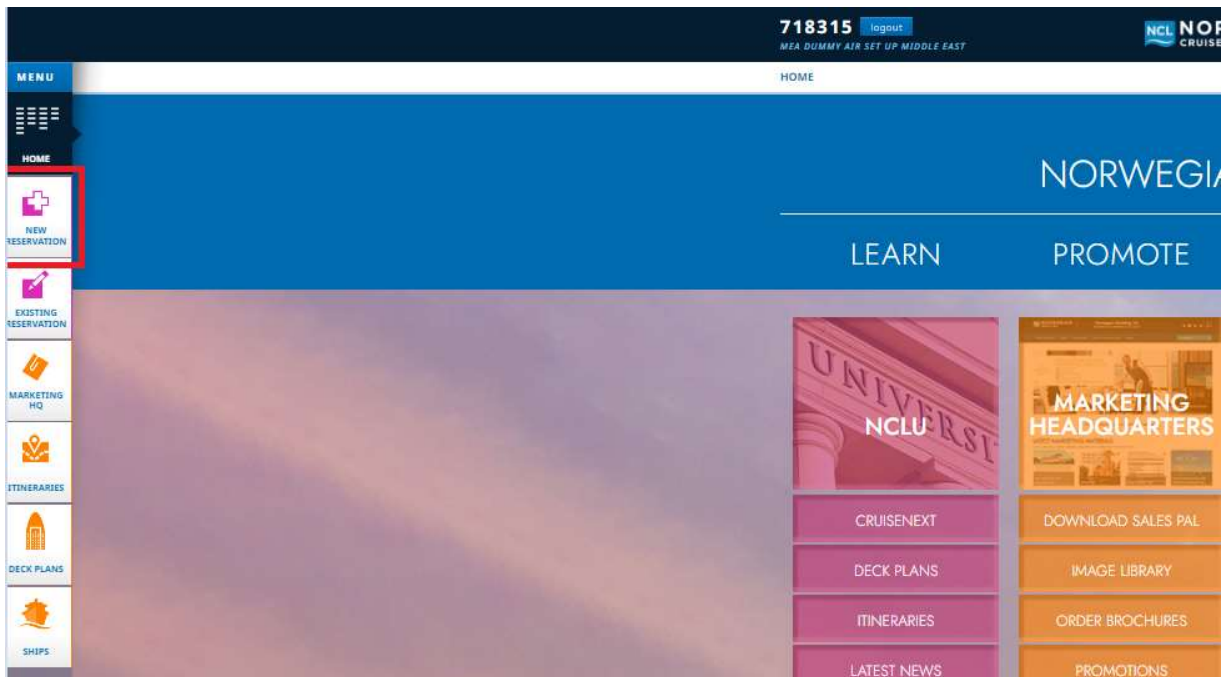 718315 logout
MEA DUMMY AIR SET UP MIDDLE EAST
NCL NOR
CRUISE
MENU
HOME
HOME
NEW
RESERVATION
EXISTING
RESERVATION
MARKETING
HQ
ITINERARIES
DECK PLANS
SHIPS
NORWEGIA
LEARN
PROMOTE
UNIVERSI
NCLU
CRUISENEXT
DECK PLANS
ITINERARIES
LATEST NEWS
MARKETING
HEADQUARTERS
DOWNLOAD SALES PAL
IMAGE LIBRARY
ORDER BROCHURES
PROMOTIONS